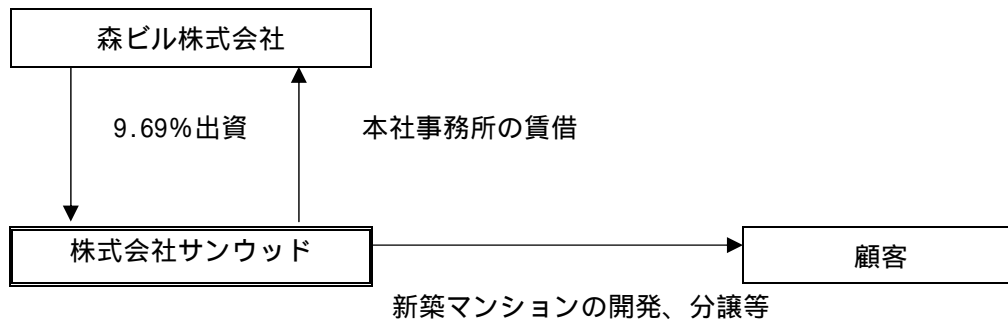 森ビル株式会社
9.69%出資
本社事務所の賃借
株式会社サンウッド
顧客
新築マンションの開発、分譲等